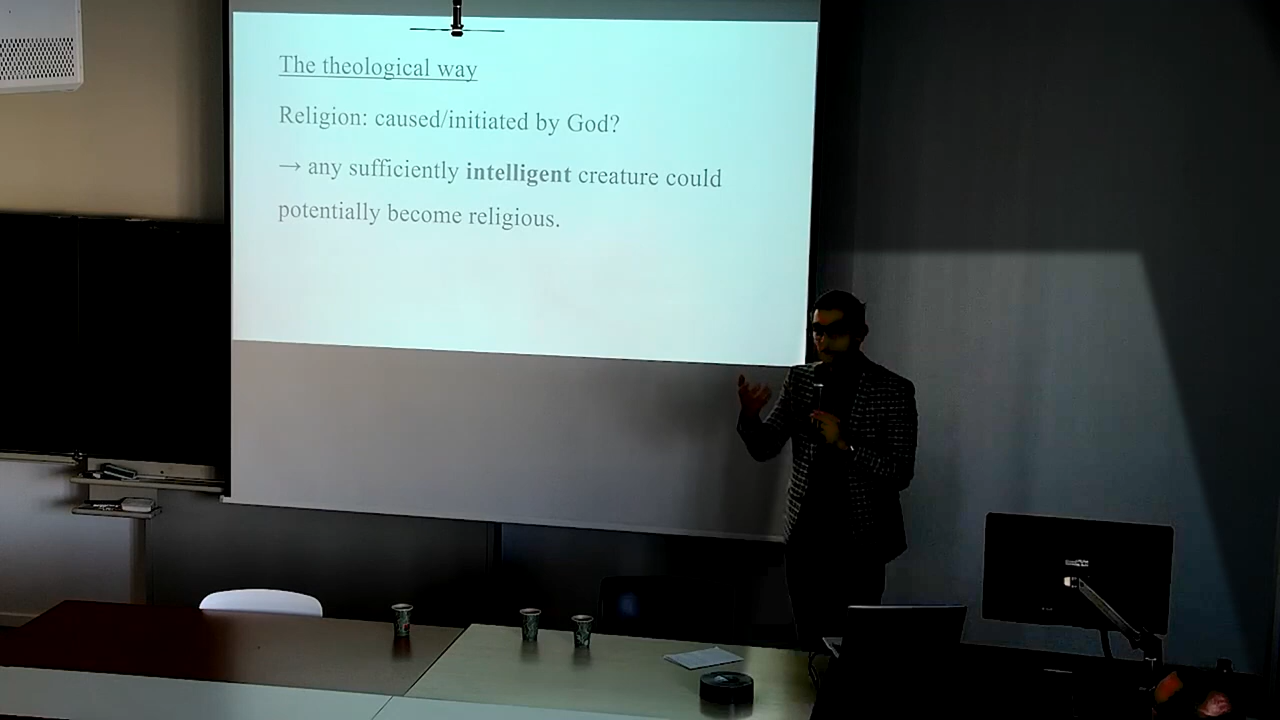 The theological way
Religion: caused/initiated by God?
→ any sufficiently intelligent creature could
potentially become religious.